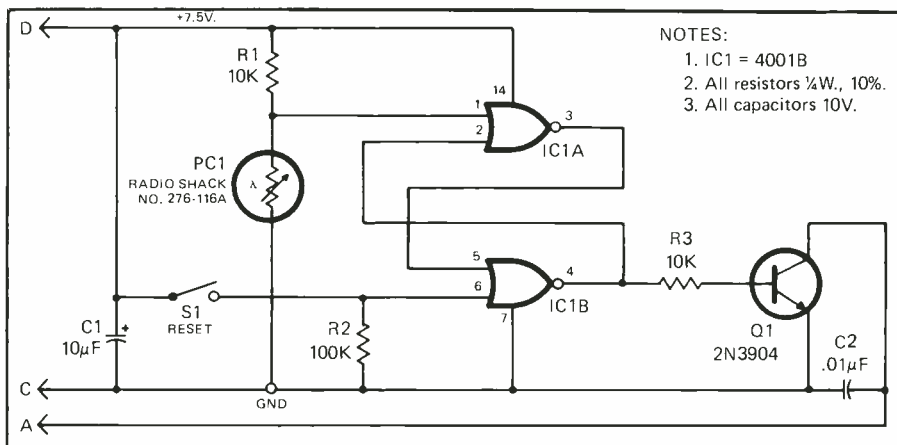 +7.5V.
D
R1
10K
NOTES:
1. IC1 = 4001B
2. All resistors ¼W., 10%.
3. All capacitors 10V.
14
1
2
3
IC1A
PC1
RADIO SHACK
NO. 276-116A
λ
5
6
4
7
IC1B
R3
10K
S1
RESET
C1
10µF
+
R2
100K
Q1
2N3904
C2
.01µF
C
GND
A